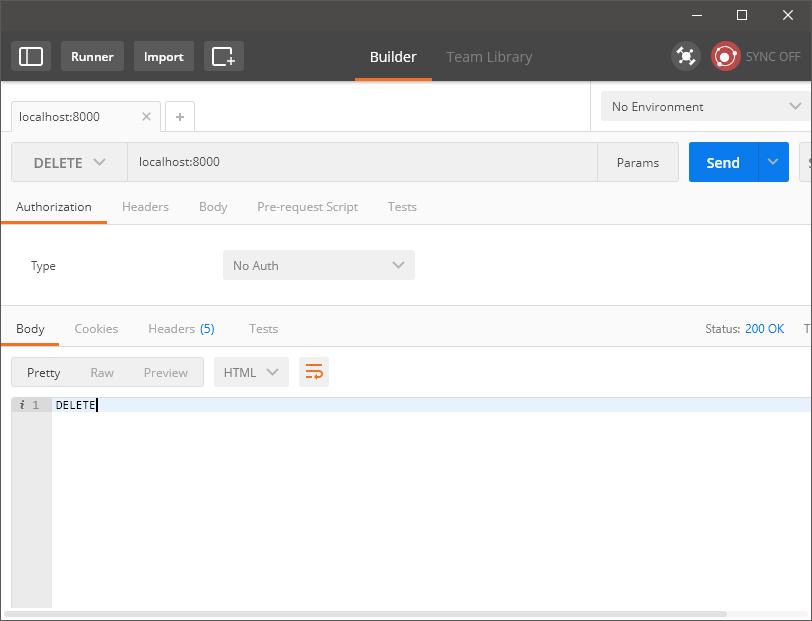 Runner Import Builder Team Library SYNC OFF
localhost:8000 No Environment
DELETE localhost:8000 Params Send
Authorization Headers Body Pre-request Script Tests
Type No Auth
Body Cookies Headers (5) Tests Status: 200 OK
Pretty Raw Preview HTML
i 1 DELETE